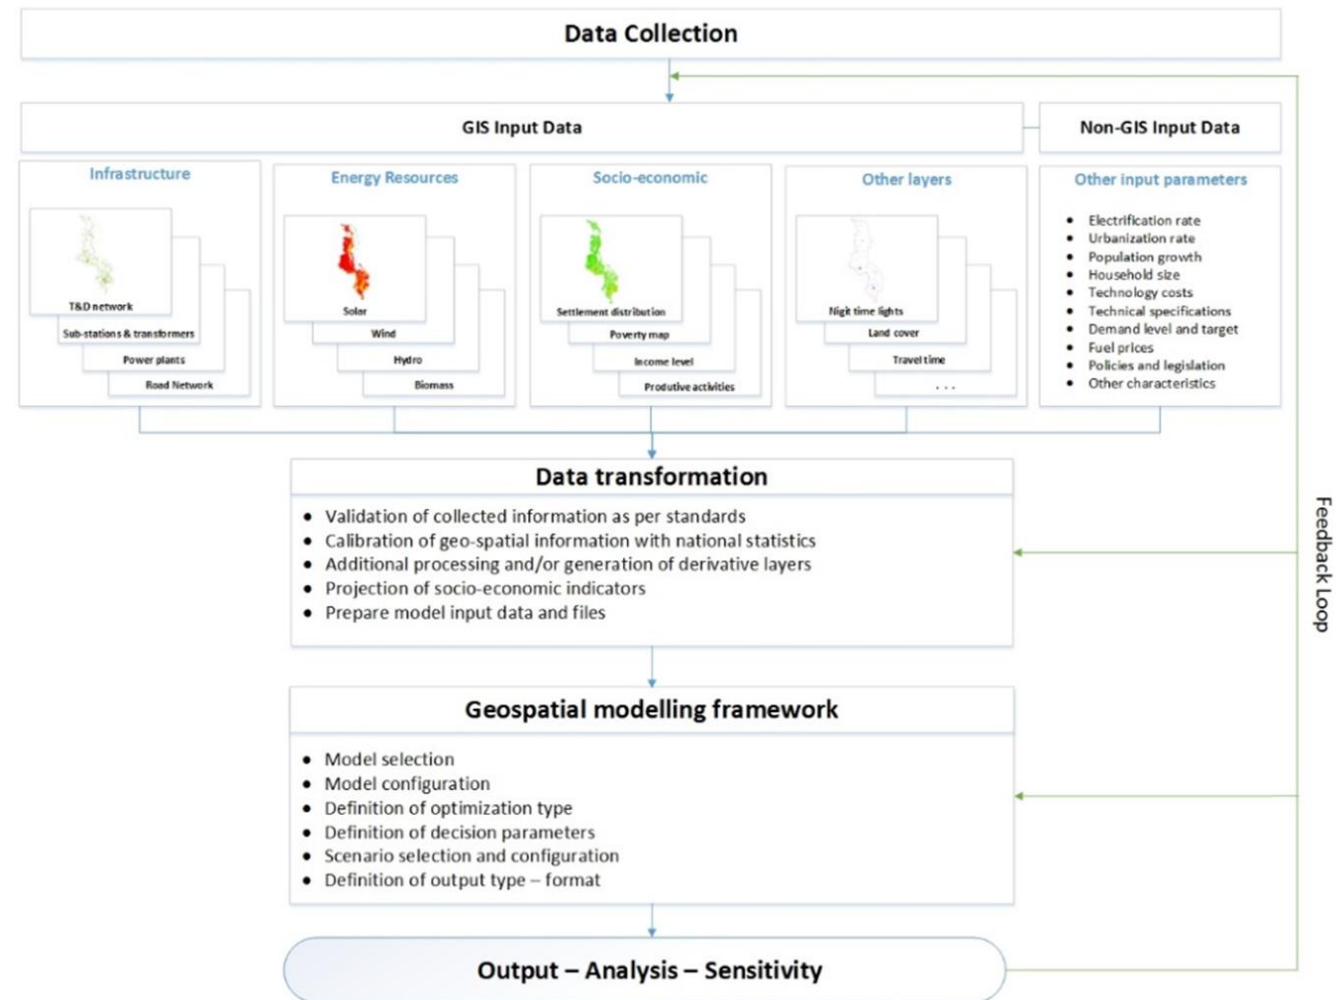 Data Collection
GIS Input Data
Non-GIS Input Data
Infrastructure
T&D network
Sub-stations & transformers
Power plants
Road Network
Energy Resources
Solar
Wind
Hydro
Biomass
Socio-economic
Settlement distribution
Poverty map
Income level
Produtive activities
Other layers
Nigit time lights
Land cover
Travel time
. . .
Other input parameters
• Electrification rate
• Urbanization rate
• Population growth
• Household size
• Technology costs
• Technical specifications
• Demand level and target
• Fuel prices
• Policies and legislation
• Other characteristics
Data transformation
• Validation of collected information as per standards
• Calibration of geo-spatial information with national statistics
• Additional processing and/or generation of derivative layers
• Projection of socio-economic indicators
• Prepare model input data and files
Feedback Loop
Geospatial modelling framework
• Model selection
• Model configuration
• Definition of optimization type
• Definition of decision parameters
• Scenario selection and configuration
• Definition of output type – format
Output – Analysis – Sensitivity